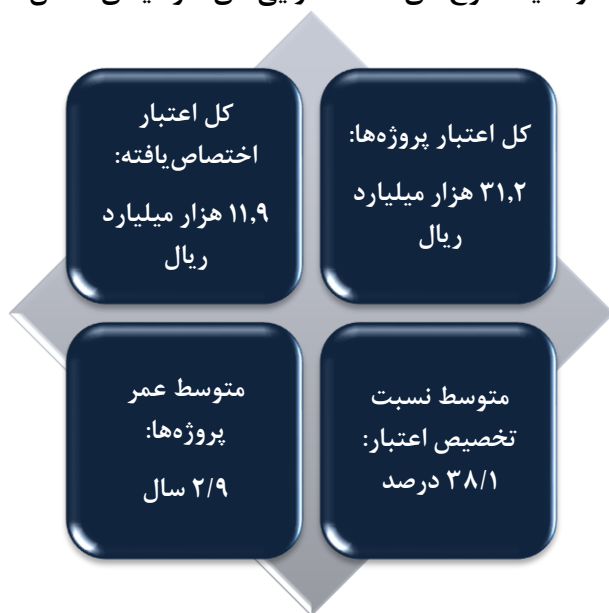 کل اعتبار پروژه‌ها:
۳۱,۲ هزار میلیارد
ریال
کل اعتبار
اختصاص‌یافته:
۱۱,۹ هزار میلیارد
ریال
متوسط نسبت
تخصیص اعتبار:
۳۸/۱ درصد
متوسط عمر
پروژه‌ها:
۲/۹ سال